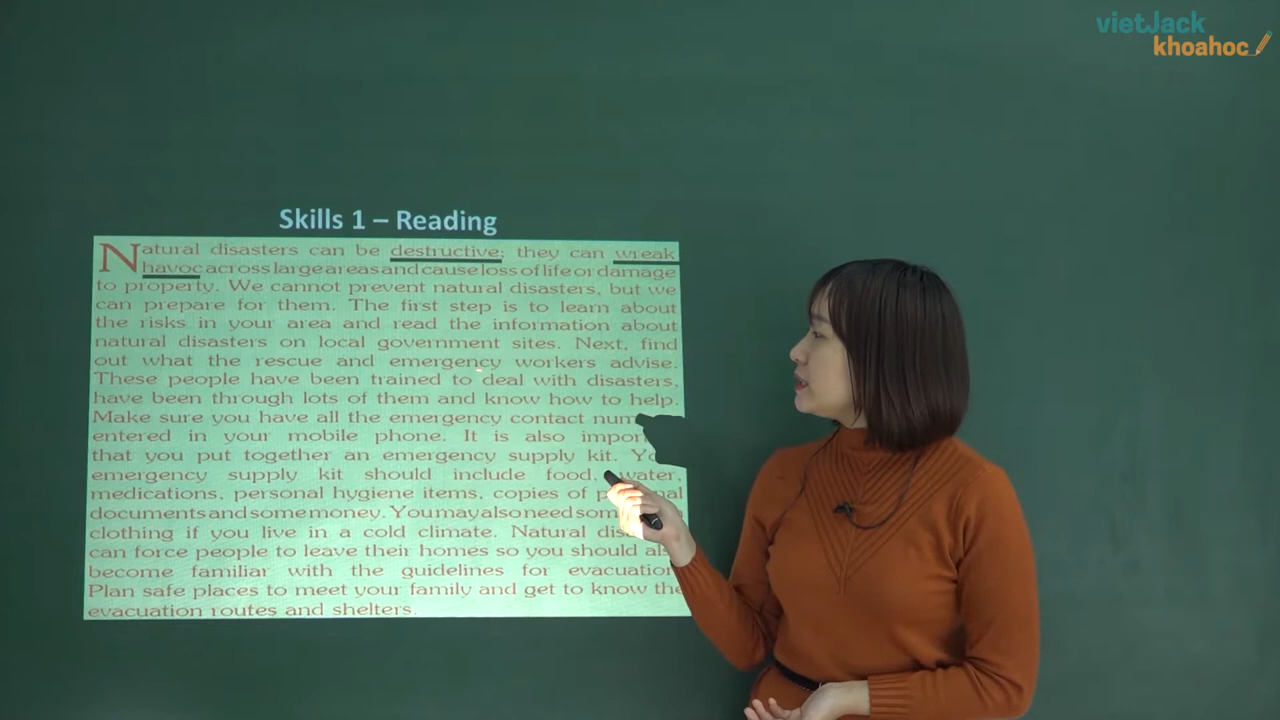 vietJack
khoahoc
Skills 1 – Reading
Natural disasters can be destructive; they can wreak
havoc across large areas and cause loss of life or damage
to property. We cannot prevent natural disasters, but we
can prepare for them. The first step is to learn about
the risks in your area and read the information about
natural disasters on local government sites. Next, find
out what the rescue and emergency workers advise.
These people have been trained to deal with disasters,
have been through lots of them and know how to help.
Make sure you have all the emergency contact
entered in your mobile phone. It is also
that you put together an emergency supply kit.
emergency supply kit should include food, water,
medications, personal hygiene items, copies of
documents and some money. You may also need
clothing if you live in a cold climate. Natural
can force people to leave their homes so you should
become familiar with the guidelines for evacuation
Plan safe places to meet your family and get to know the
evacuation routes and shelters.